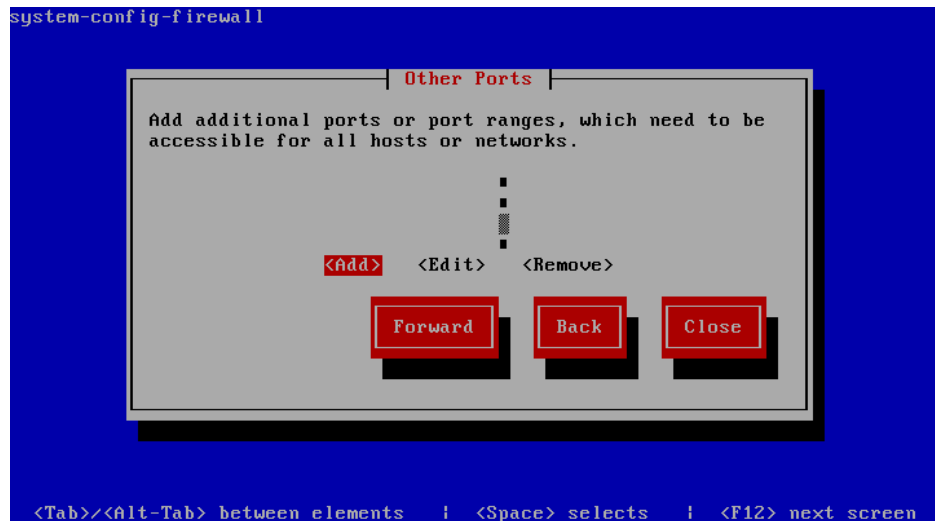 system-config-firewall
Other Ports
Add additional ports or port ranges, which need to be
accessible for all hosts or networks.
<Add> <Edit> <Remove>
Forward Back Close
<Tab>/<Alt-Tab> between elements | <Space> selects | <F12> next screen